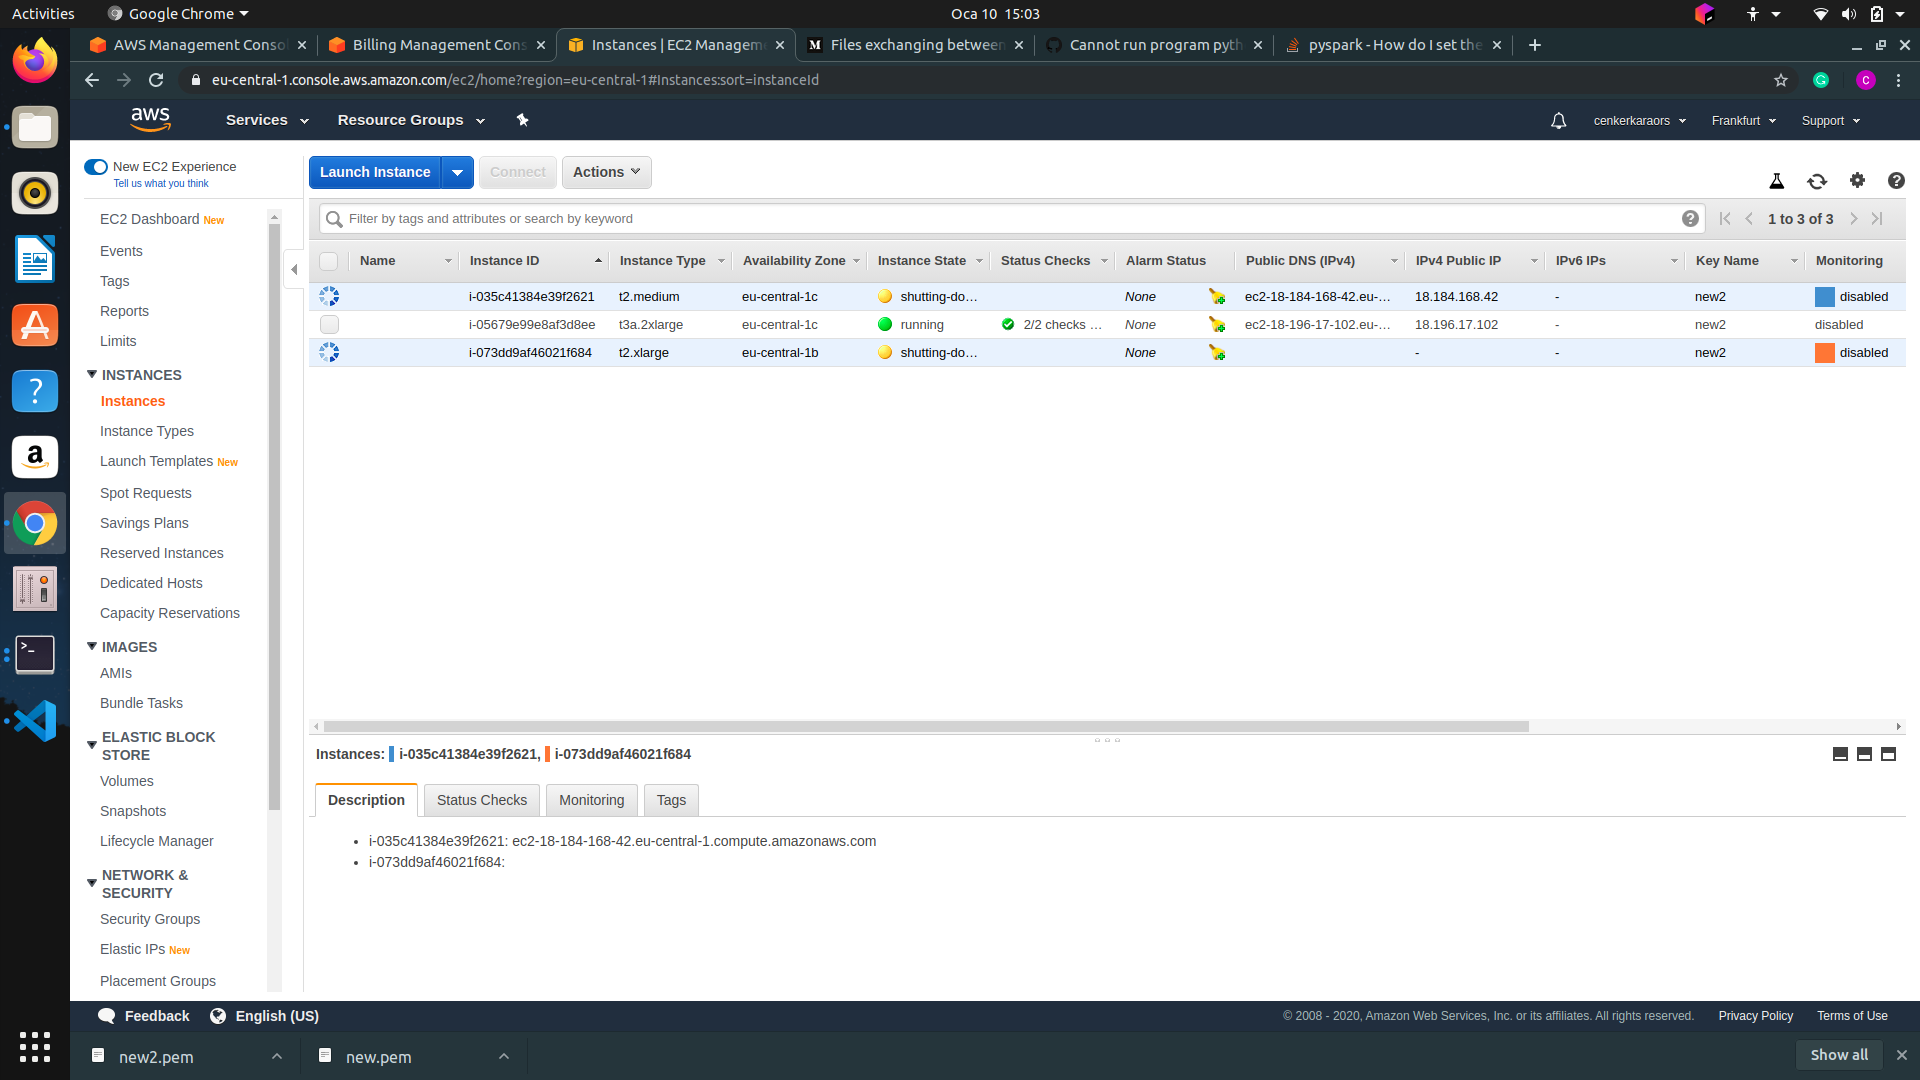 Activities Google Chrome Oca 10 15:03
AWS Management Consol Billing Management Cons Instances | EC2 Managem Files exchanging between Cannot run program pyth pyspark - How do I set the
eu-central-1.console.aws.amazon.com/ec2/home?region=eu-central-1#Instances:sort=instanceId
aws Services Resource Groups cenkerkaraors Frankfurt Support
New EC2 Experience
Tell us what you think
Launch Instance Connect Actions
Filter by tags and attributes or search by keyword 1 to 3 of 3
Name Instance ID Instance Type Availability Zone Instance State Status Checks Alarm Status Public DNS (IPv4) IPv4 Public IP IPv6 IPs Key Name Monitoring
i-035c41384e39f2621 t2.medium eu-central-1c shutting-do... None ec2-18-184-168-42.eu-... 18.184.168.42 - new2 disabled
i-05679e99e8af3d8ee t3a.2xlarge eu-central-1c running 2/2 checks ... None ec2-18-196-17-102.eu-... 18.196.17.102 - new2 disabled
i-073dd9af46021f684 t2.xlarge eu-central-1b shutting-do... None - - new2 disabled
EC2 Dashboard New
Events
Tags
Reports
Limits
INSTANCES
Instances
Instance Types
Launch Templates New
Spot Requests
Savings Plans
Reserved Instances
Dedicated Hosts
Capacity Reservations
IMAGES
AMIs
Bundle Tasks
ELASTIC BLOCK
STORE
Volumes
Snapshots
Lifecycle Manager
NETWORK &
SECURITY
Security Groups
Elastic IPs New
Placement Groups
Instances: i-035c41384e39f2621, i-073dd9af46021f684
Description Status Checks Monitoring Tags
• i-035c41384e39f2621: ec2-18-184-168-42.eu-central-1.compute.amazonaws.com
• i-073dd9af46021f684:
Feedback English (US) © 2008 - 2020, Amazon Web Services, Inc. or its affiliates. All rights reserved. Privacy Policy Terms of Use
new2.pem new.pem Show all